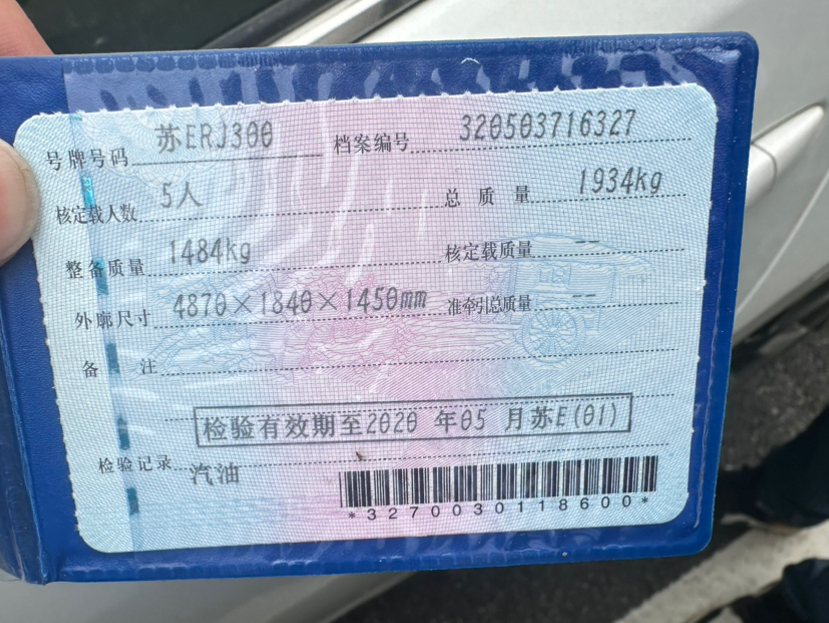 号牌号码 苏ERJ300 档案编号 320503716327
核定载人数 5人 总质量 1934kg
整备质量 1484kg 核定载质量 --
外廓尺寸 4870×1840×1450mm 准牵引总质量 --
备注
检验有效期至2020 年05 月苏E(01)
检验记录
汽油
*3270030118600*